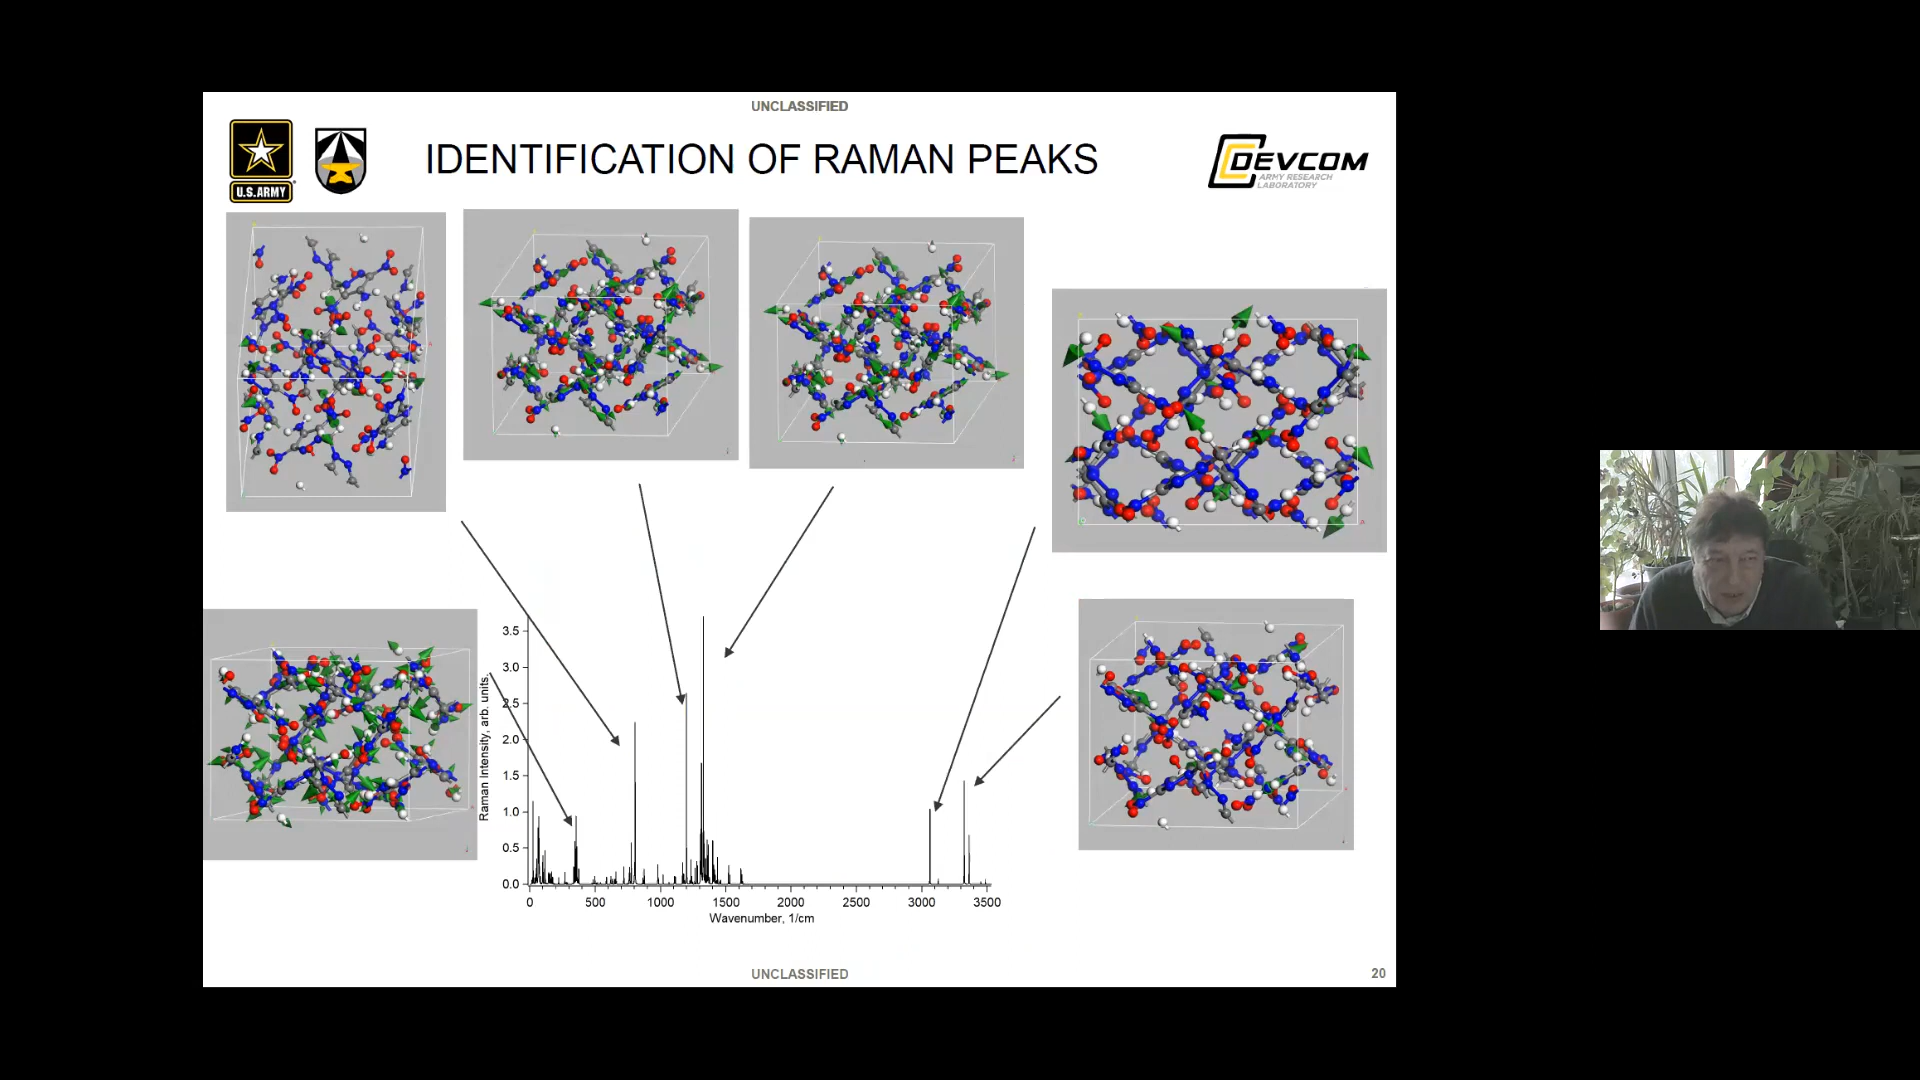 UNCLASSIFIED
U.S.ARMY
IDENTIFICATION OF RAMAN PEAKS
DEVCOM
ARMY RESEARCH
LABORATORY
Raman Intensity, arb. units.
3.5
3.0
2.5
2.0
1.5
1.0
0.5
0.0
0 500 1000 1500 2000 2500 3000 3500
Wavenumber, 1/cm
UNCLASSIFIED
20